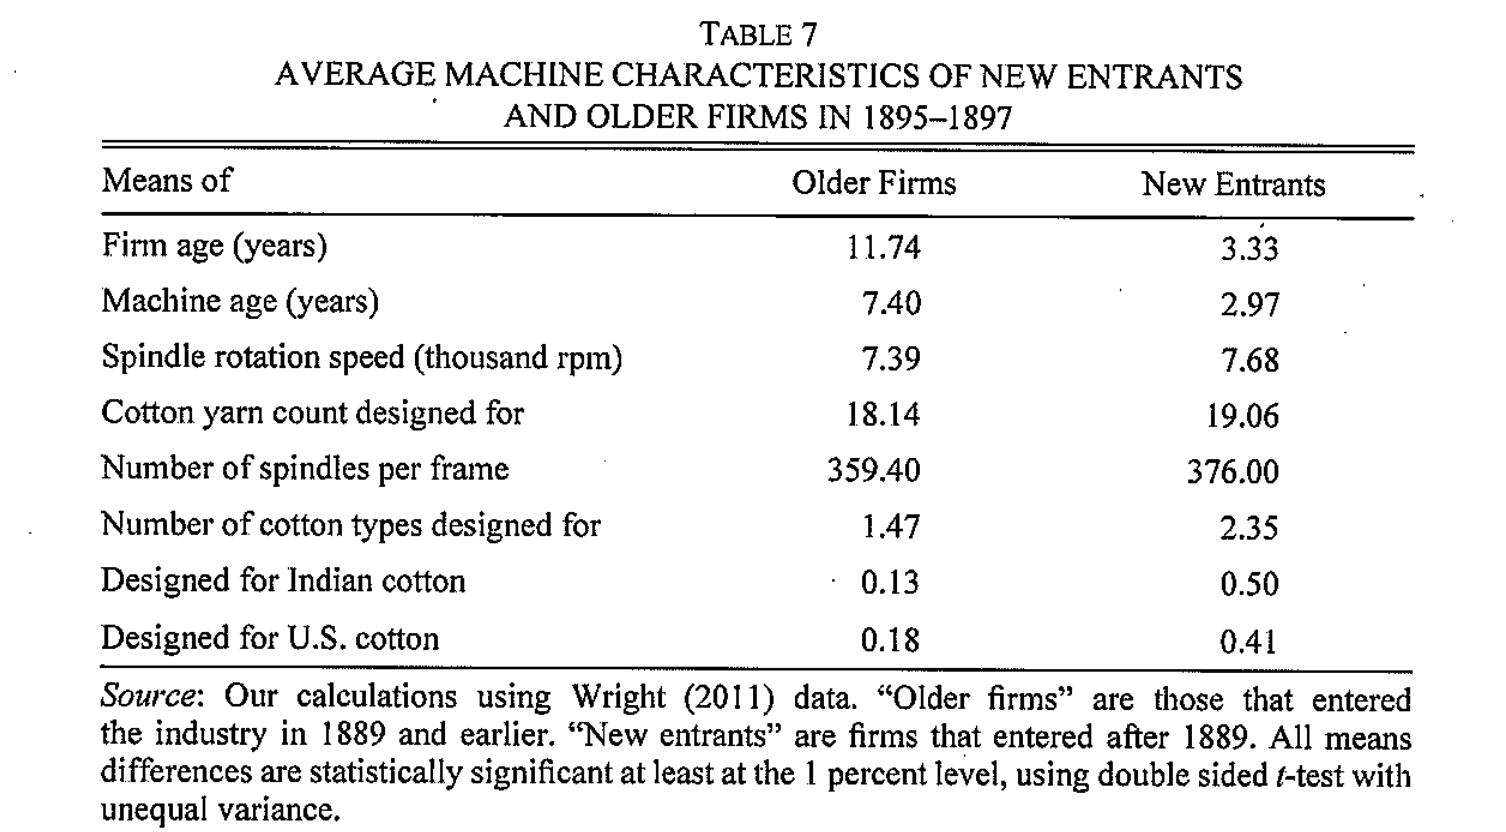 TABLE 7
AVERAGE MACHINE CHARACTERISTICS OF NEW ENTRANTS
AND OLDER FIRMS IN 1895–1897
Means of Older Firms New Entrants
Firm age (years) 11.74 3.33
Machine age (years) 7.40 2.97
Spindle rotation speed (thousand rpm) 7.39 7.68
Cotton yarn count designed for 18.14 19.06
Number of spindles per frame 359.40 376.00
Number of cotton types designed for 1.47 2.35
Designed for Indian cotton 0.13 0.50
Designed for U.S. cotton 0.18 0.41
Source: Our calculations using Wright (2011) data. “Older firms” are those that entered
the industry in 1889 and earlier. “New entrants” are firms that entered after 1889. All means
differences are statistically significant at least at the 1 percent level, using double sided t-test with
unequal variance.